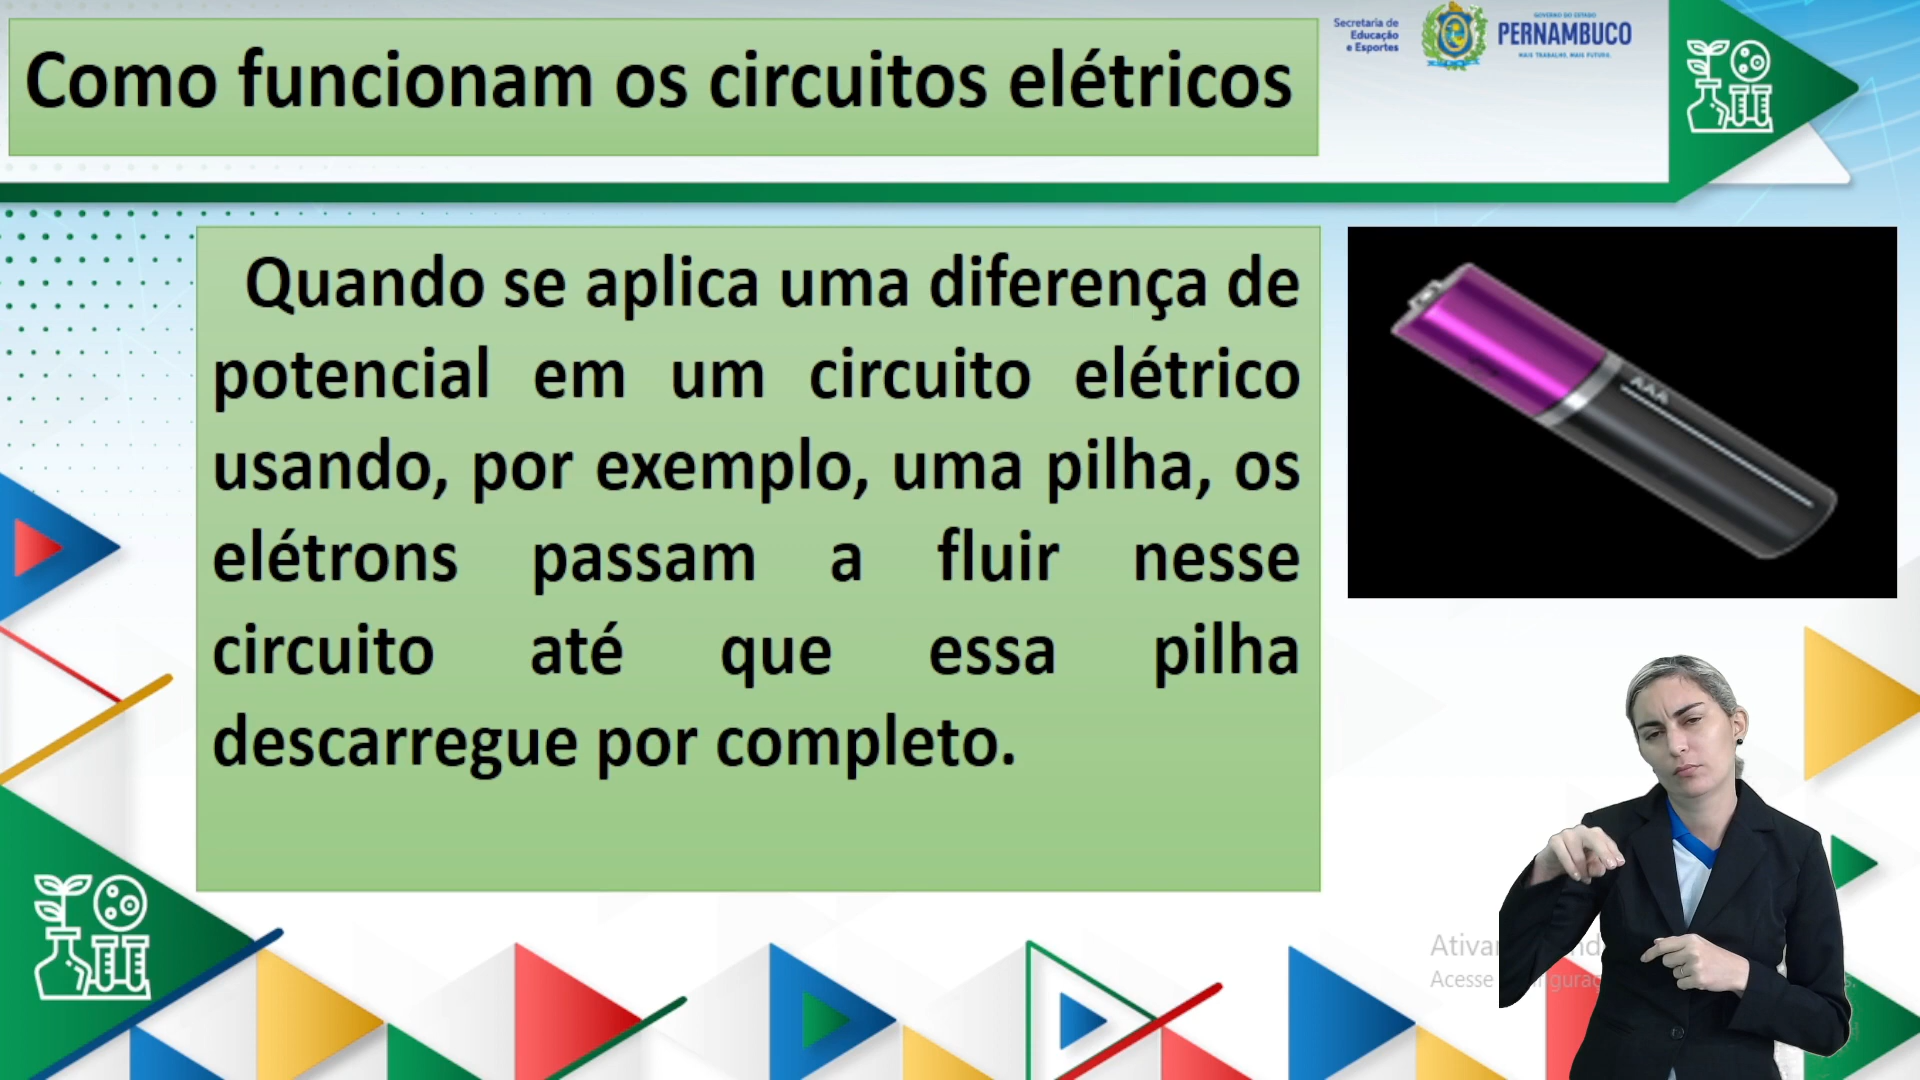 Como funcionam os circuitos elétricos
Secretaria de
Educação
e Esportes
GOVERNO DO ESTADO
PERNAMBUCO
MAIS TRABALHO, MAIS FUTURO.
Quando se aplica uma diferença de
potencial em um circuito elétrico
usando, por exemplo, uma pilha, os
elétrons passam a fluir nesse
circuito até que essa pilha
descarregue por completo.
AAA